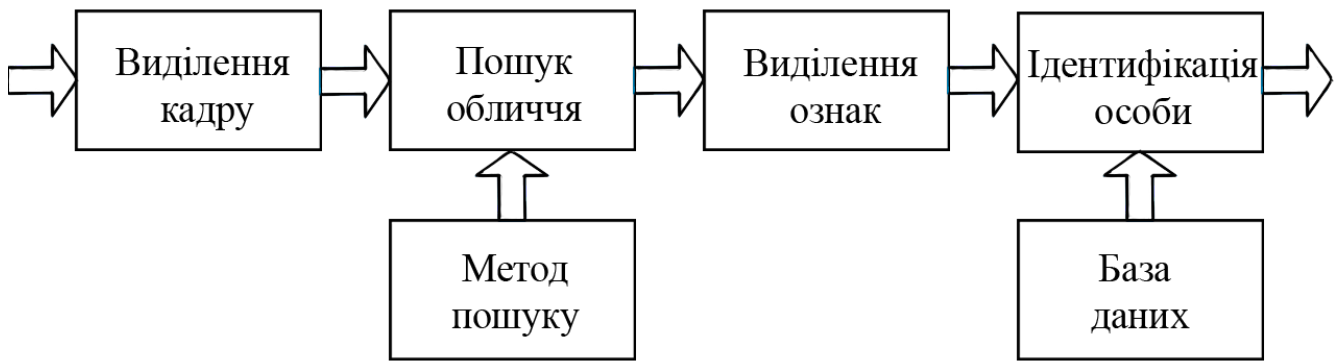 Виділення
кадру
Пошук
обличчя
Виділення
ознак
Ідентифікація
особи
Метод
пошуку
База
даних